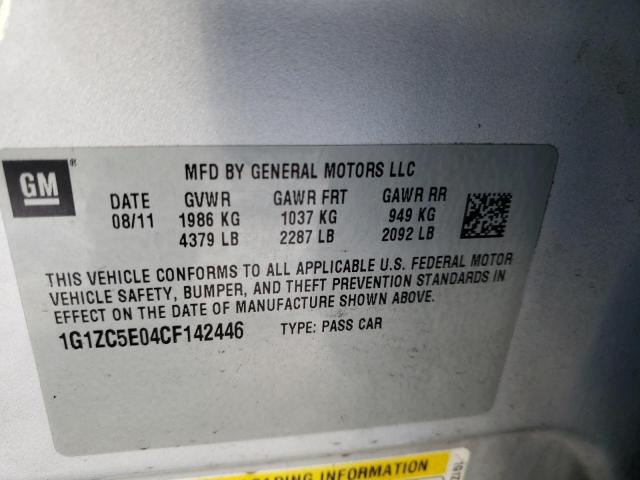 GM®
MFD BY GENERAL MOTORS LLC
DATE GVWR GAWR FRT GAWR RR
08/11 1986 KG 1037 KG 949 KG
4379 LB 2287 LB 2092 LB
THIS VEHICLE CONFORMS TO ALL APPLICABLE U.S. FEDERAL MOTOR
VEHICLE SAFETY, BUMPER, AND THEFT PREVENTION STANDARDS IN
EFFECT ON THE DATE OF MANUFACTURE SHOWN ABOVE.
1G1ZC5E04CF142446 TYPE: PASS CAR
INFORMATION
1G1Z